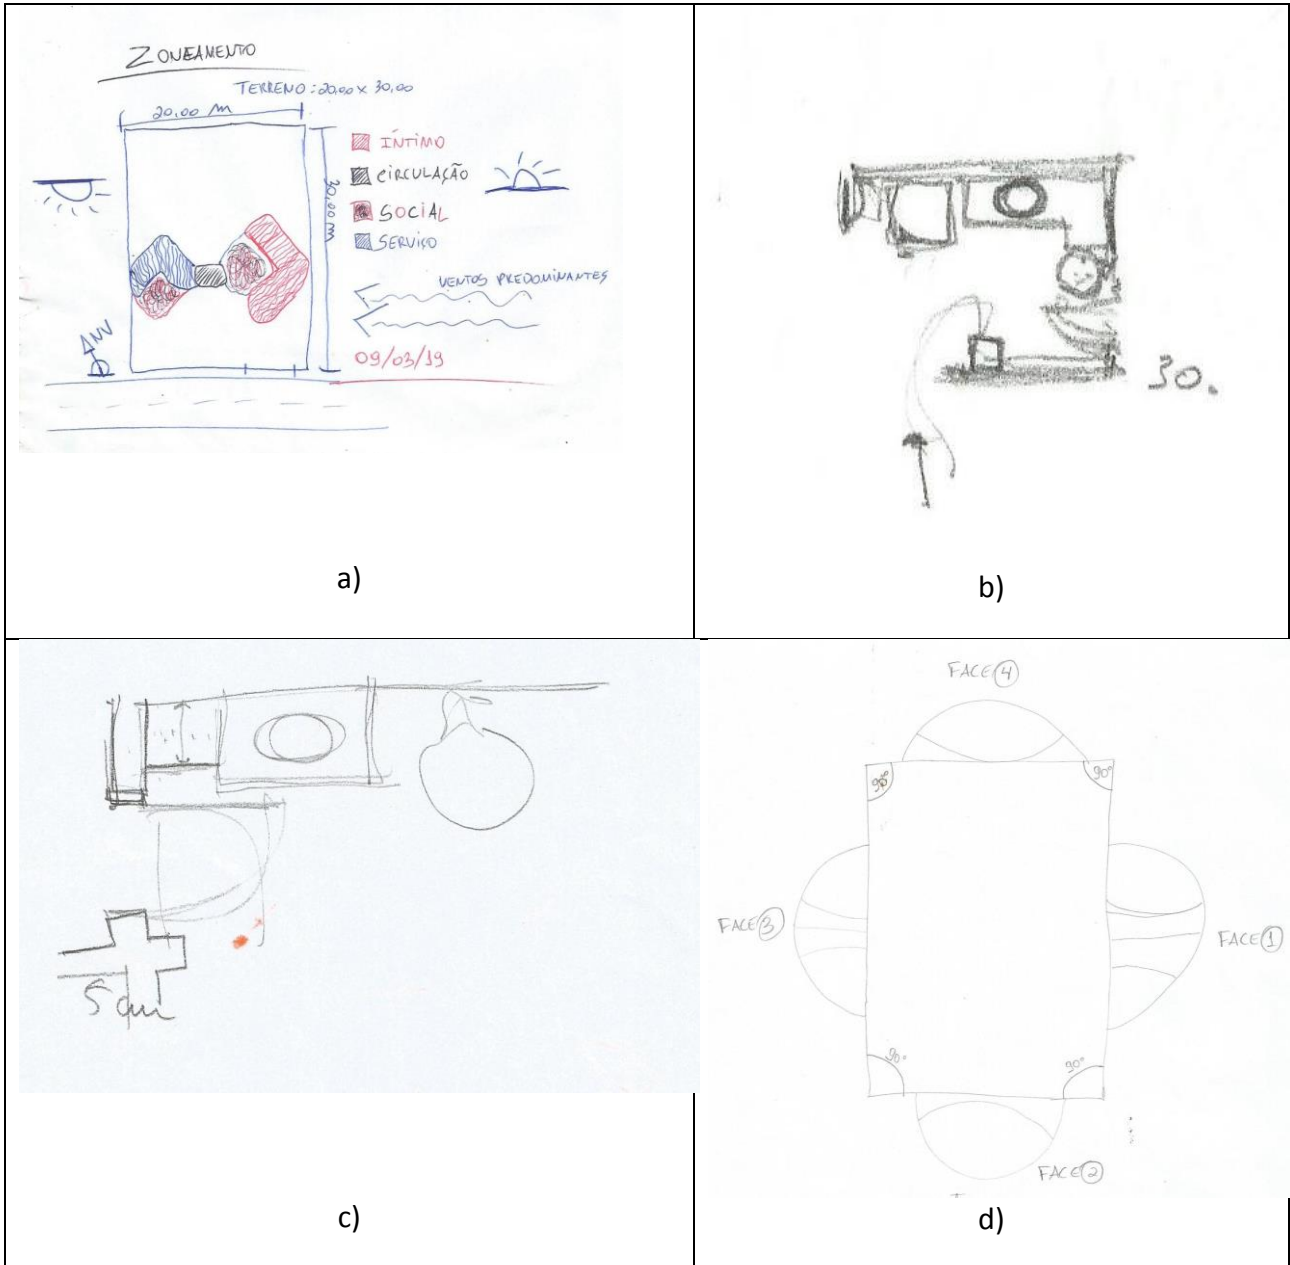 ZONEAMENTO
TERRENO: 20,00 x 30,00
20,00 m
30,00 m
ÍNTIMO
CIRCULAÇÃO
SOCIAL
SERVIÇO
VENTOS PREDOMINANTES
09/03/19
a)
30.
b)
5 cm
c)
FACE 4
90°
90°
FACE 3
FACE 1
90°
90°
FACE 2
d)